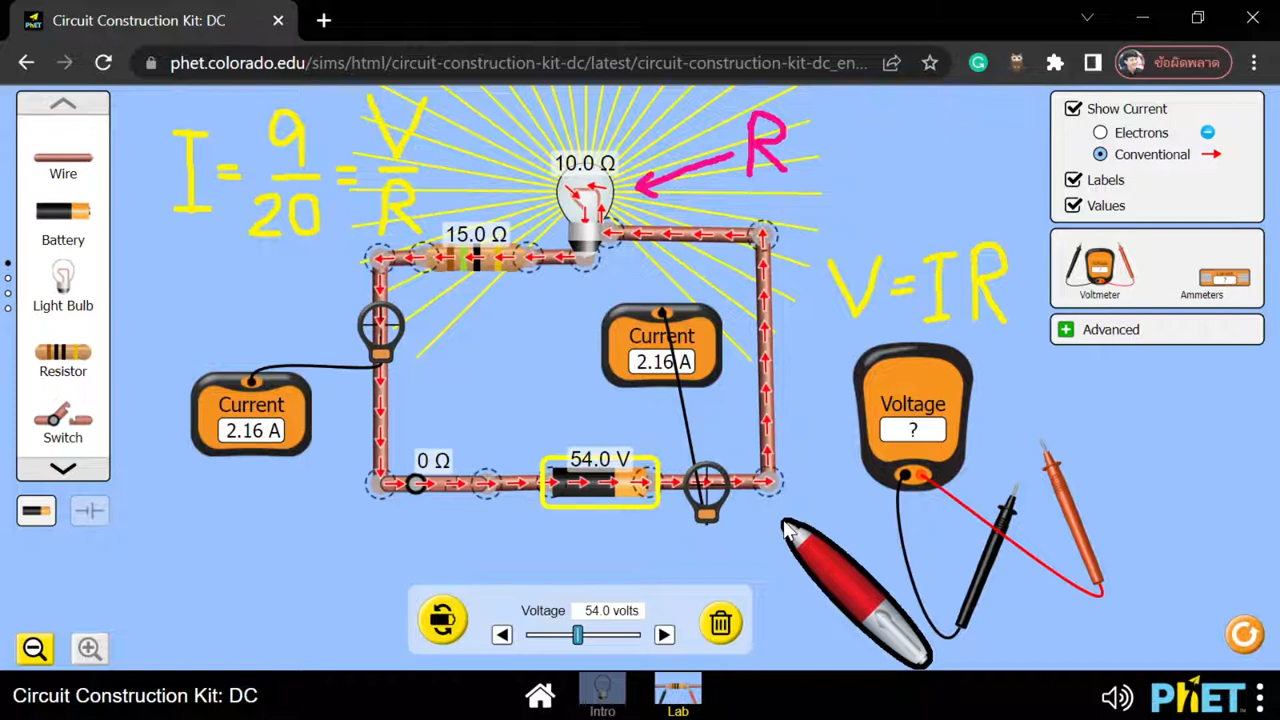 Circuit Construction Kit: DC
phet.colorado.edu/sims/html/circuit-construction-kit-dc/latest/circuit-construction-kit-dc_en...
ข้อผิดพลาด
Wire
Battery
Light Bulb
Resistor
Switch
I = 9/20 = V/R
10.0 Ω
R
15.0 Ω
V = IR
Current
2.16 A
Current
2.16 A
0 Ω
54.0 V
Voltage
?
Show Current
Electrons
Conventional
Labels
Values
Voltmeter
Ammeters
?
Advanced
Voltage
54.0 volts
Circuit Construction Kit: DC
Intro
Lab
PhET